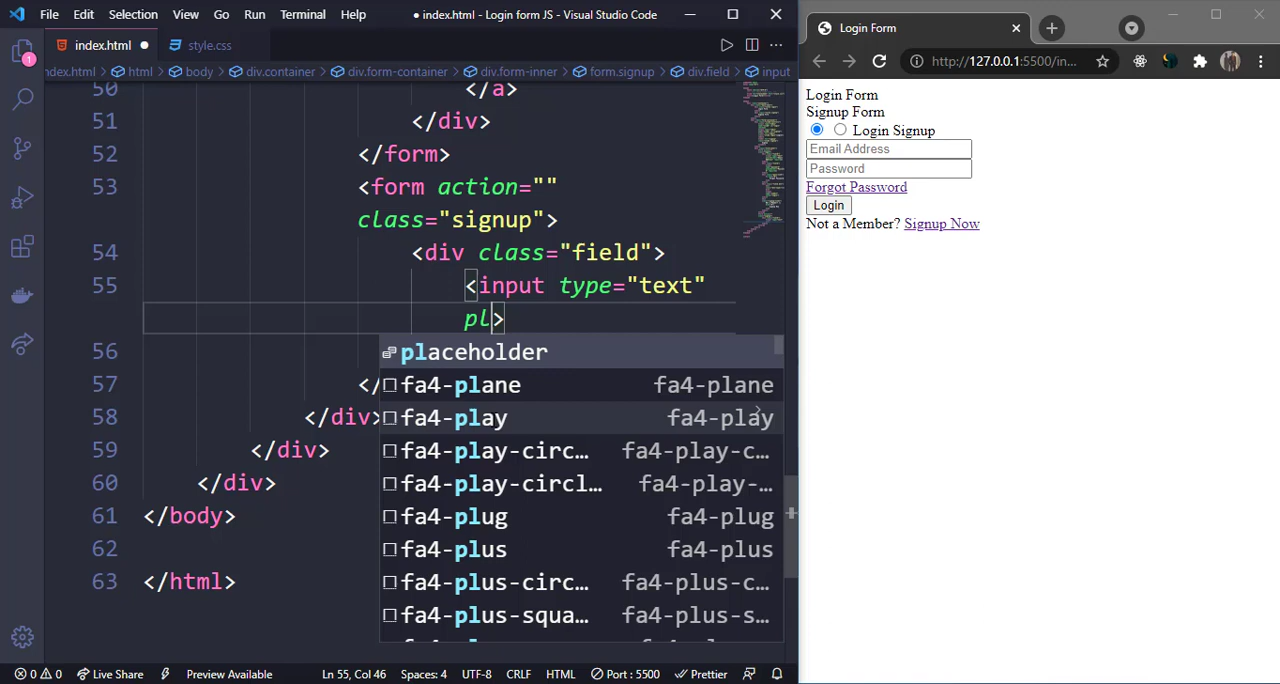 File Edit Selection View Go Run Terminal Help ● index.html - Login form JS - Visual Studio Code
index.html ● style.css
ndex.html > html > body > div.container > div.form-container > div.form-inner > form.signup > div.field > input
1
50 </a>
51 </div>
52 </form>
53 <form action=""
class="signup">
54 <div class="field">
55 <input type="text"
pl>
56
57 </
58 </div>
59 </div>
60 </div>
61 </body>
62
63 </html>
placeholder
fa4-plane fa4-plane
fa4-play fa4-play
fa4-play-circ… fa4-play-c…
fa4-play-circl… fa4-play-…
fa4-plug fa4-plug
fa4-plus fa4-plus
fa4-plus-circ… fa4-plus-c…
fa4-plus-squa… fa4-plus-s…
0 0 Live Share Preview Available Ln 55, Col 46 Spaces: 4 UTF-8 CRLF HTML Port : 5500 Prettier
Login Form
http://127.0.0.1:5500/in...
Login Form
Signup Form
Login Signup
Email Address
Password
Forgot Password
Login
Not a Member? Signup Now